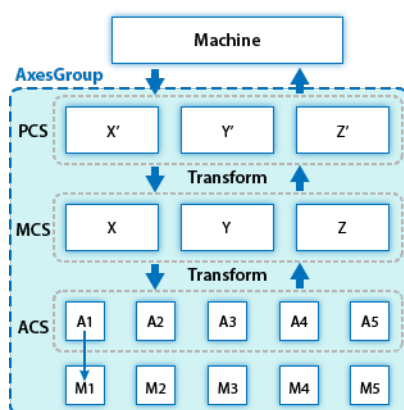 Machine
AxesGroup
PCS X' Y' Z'
Transform
MCS X Y Z
Transform
ACS A1 A2 A3 A4 A5
M1 M2 M3 M4 M5